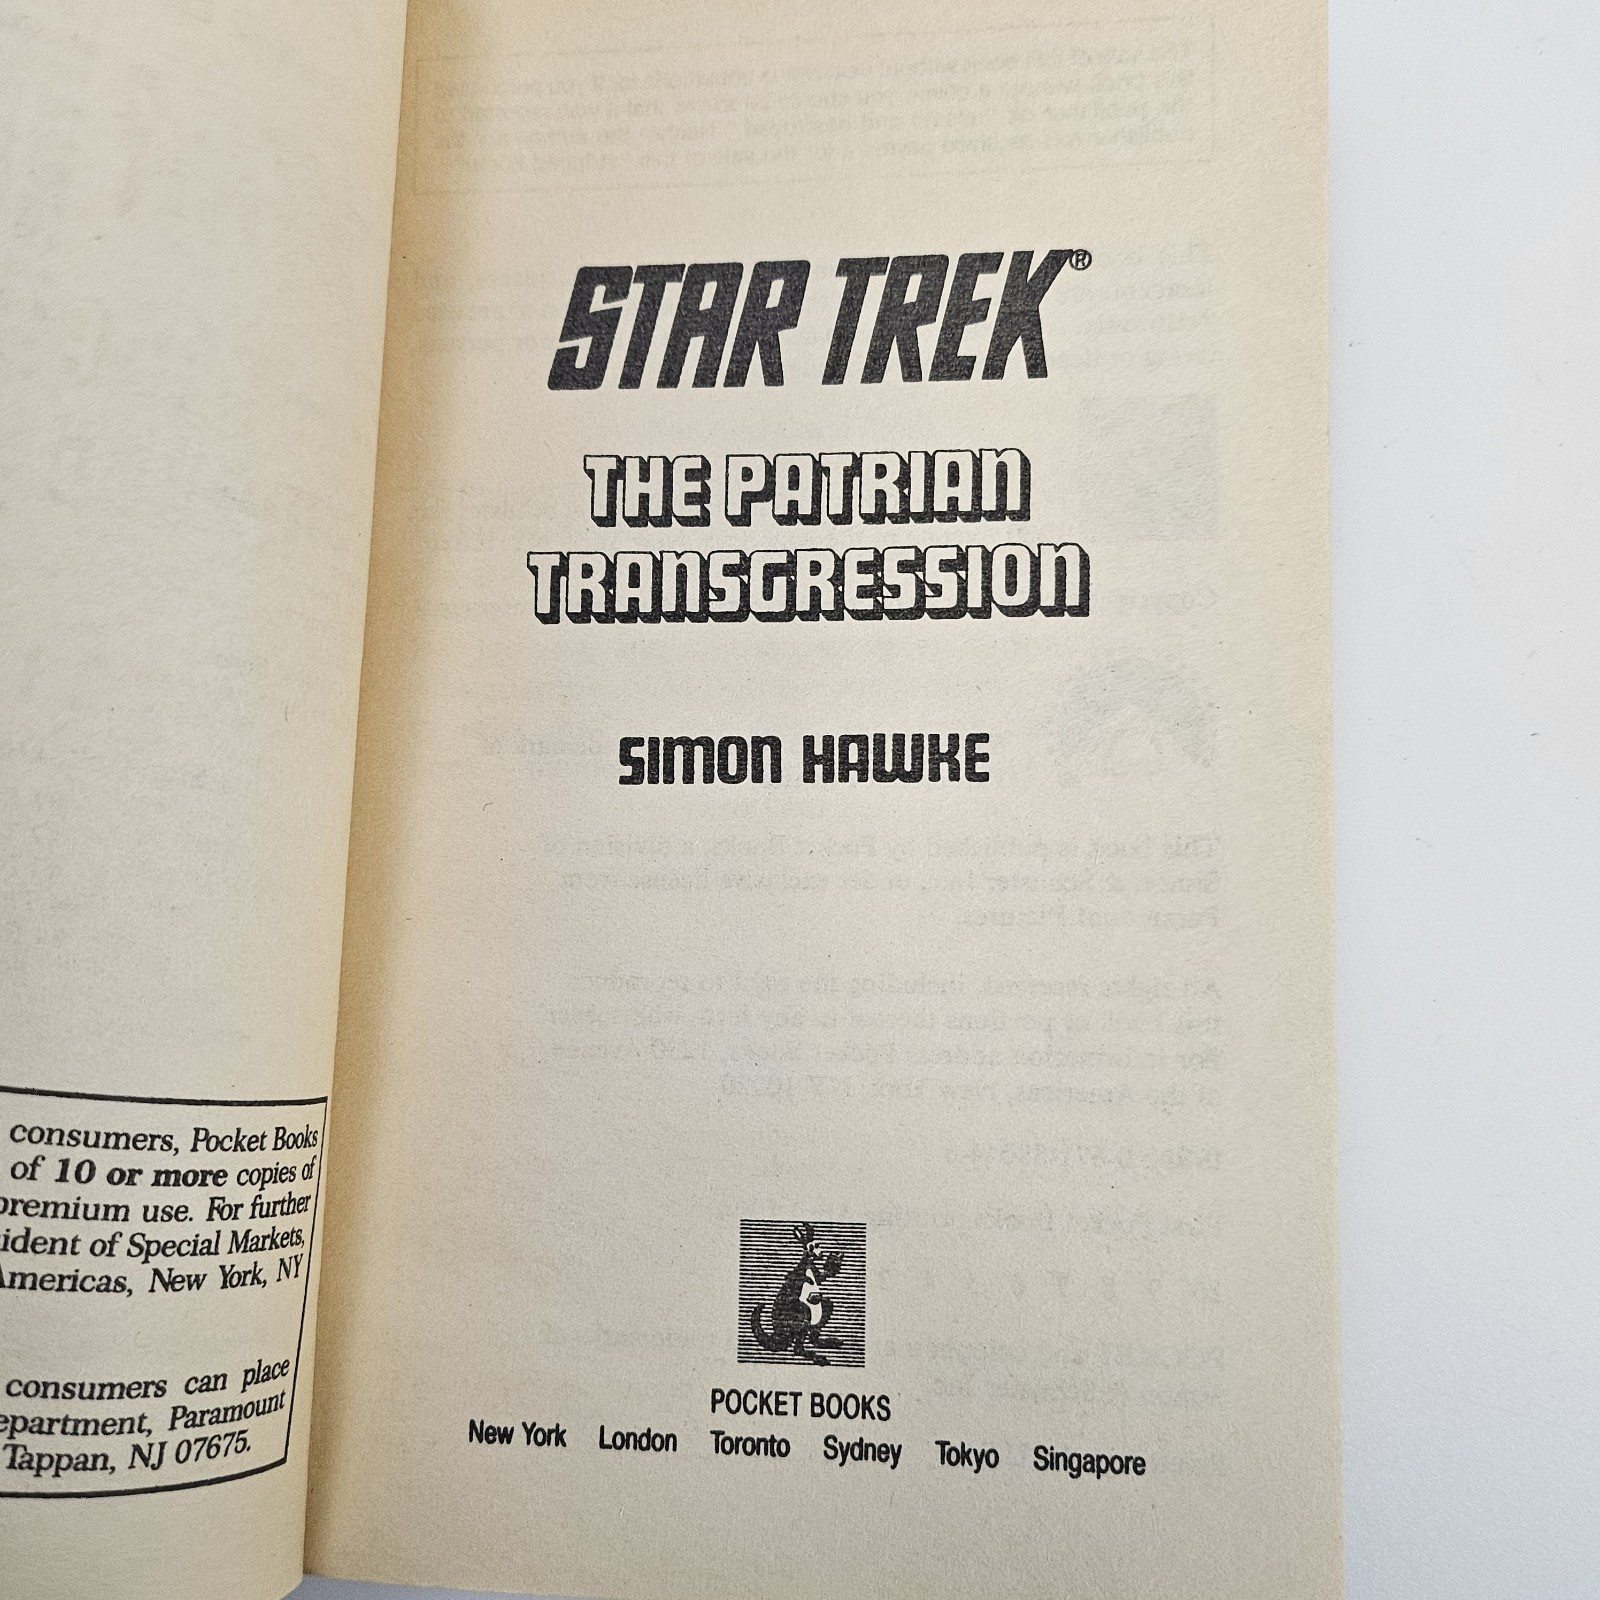 consumers, Pocket Books
of 10 or more copies of
premium use. For further
ident of Special Markets,
Americas, New York, NY
consumers can place
epartment, Paramount
Tappan, NJ 07675.
STAR TREK®
THE PATRIAN
TRANSGRESSION
SIMON HAWKE
POCKET BOOKS
New York London Toronto Sydney Tokyo Singapore